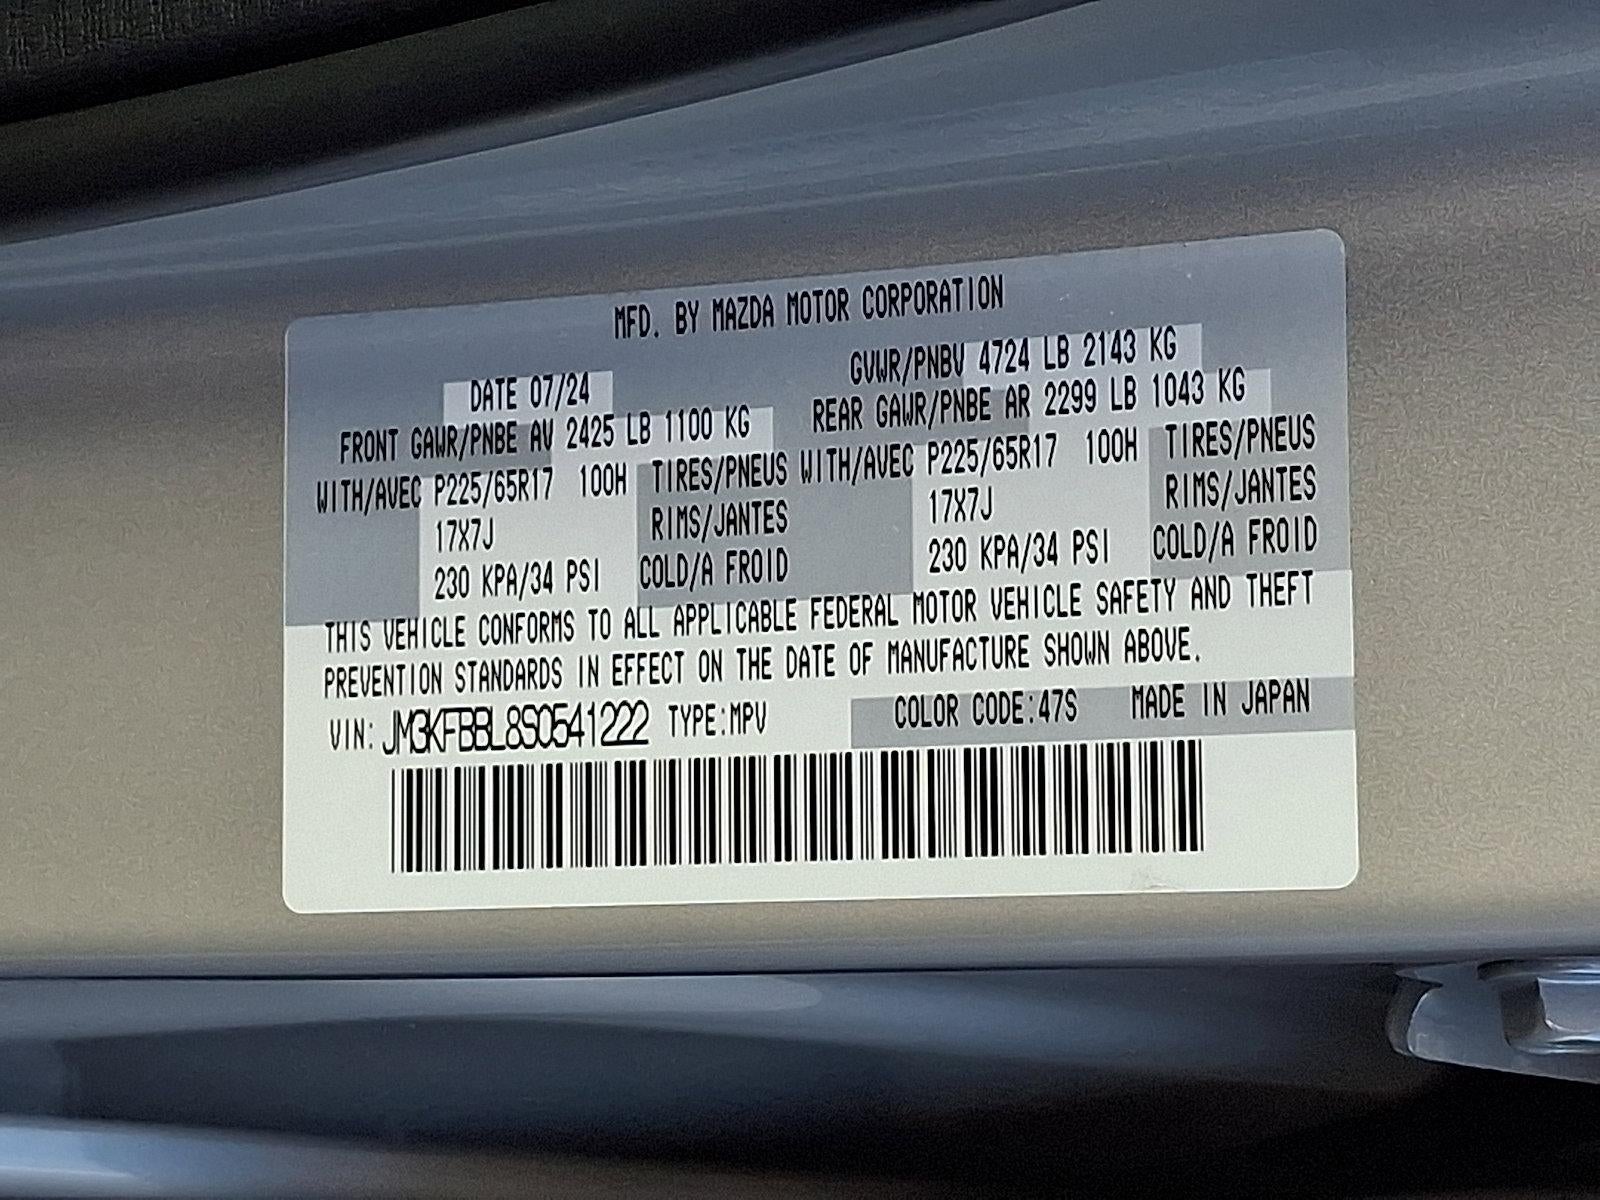 MFD. BY MAZDA MOTOR CORPORATION
DATE 07/24 GVWR/PNBV 4724 LB 2143 KG
FRONT GAWR/PNBE AV 2425 LB 1100 KG REAR GAWR/PNBE AR 2299 LB 1043 KG
WITH/AVEC P225/65R17 100H TIRES/PNEUS WITH/AVEC P225/65R17 100H TIRES/PNEUS
17X7J RIMS/JANTES 17X7J RIMS/JANTES
230 KPA/34 PSI COLD/A FROID 230 KPA/34 PSI COLD/A FROID
THIS VEHICLE CONFORMS TO ALL APPLICABLE FEDERAL MOTOR VEHICLE SAFETY AND THEFT
PREVENTION STANDARDS IN EFFECT ON THE DATE OF MANUFACTURE SHOWN ABOVE.
VIN: JM3KFBBL8S0541222 TYPE:MPV COLOR CODE:47S MADE IN JAPAN